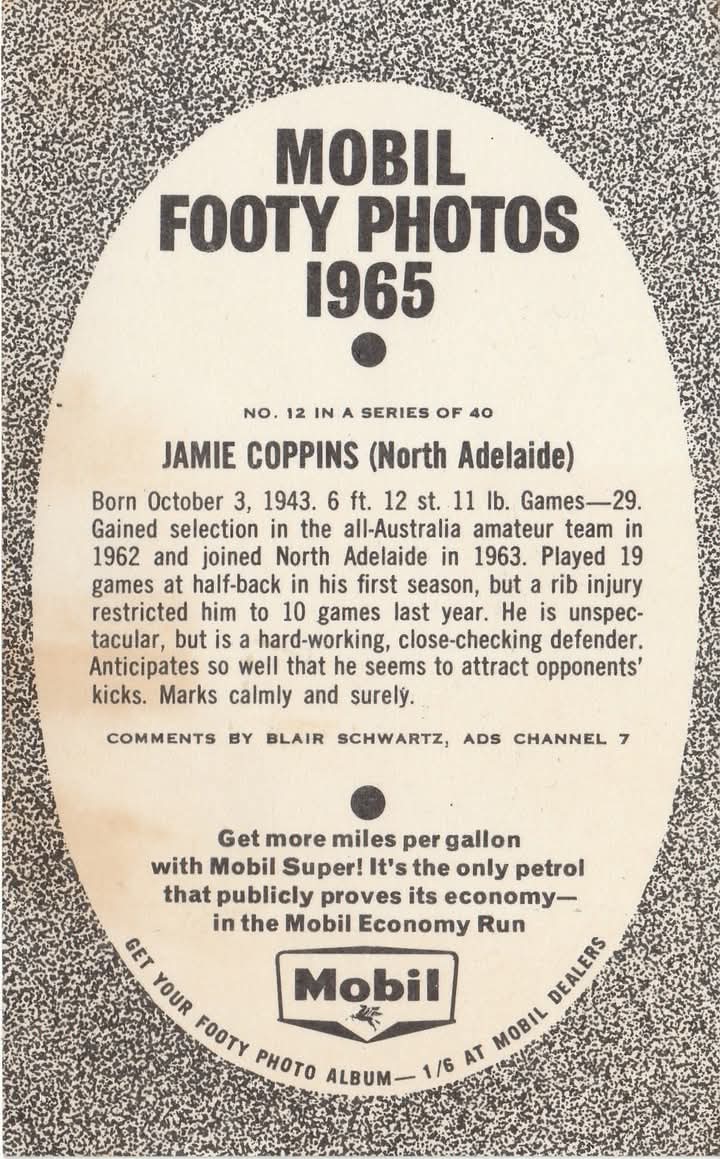 MOBIL
FOOTY PHOTOS
1965
NO. 12 IN A SERIES OF 40
JAMIE COPPINS (North Adelaide)
Born October 3, 1943. 6 ft. 12 st. 11 lb. Games—29.
Gained selection in the all-Australia amateur team in
1962 and joined North Adelaide in 1963. Played 19
games at half-back in his first season, but a rib injury
restricted him to 10 games last year. He is unspec-
tacular, but is a hard-working, close-checking defender.
Anticipates so well that he seems to attract opponents'
kicks. Marks calmly and surely.
COMMENTS BY BLAIR SCHWARTZ, ADS CHANNEL 7
Get more miles per gallon
with Mobil Super! It's the only petrol
that publicly proves its economy—
in the Mobil Economy Run
Mobil
GET YOUR FOOTY PHOTO ALBUM—1/6 AT MOBIL DEALERS